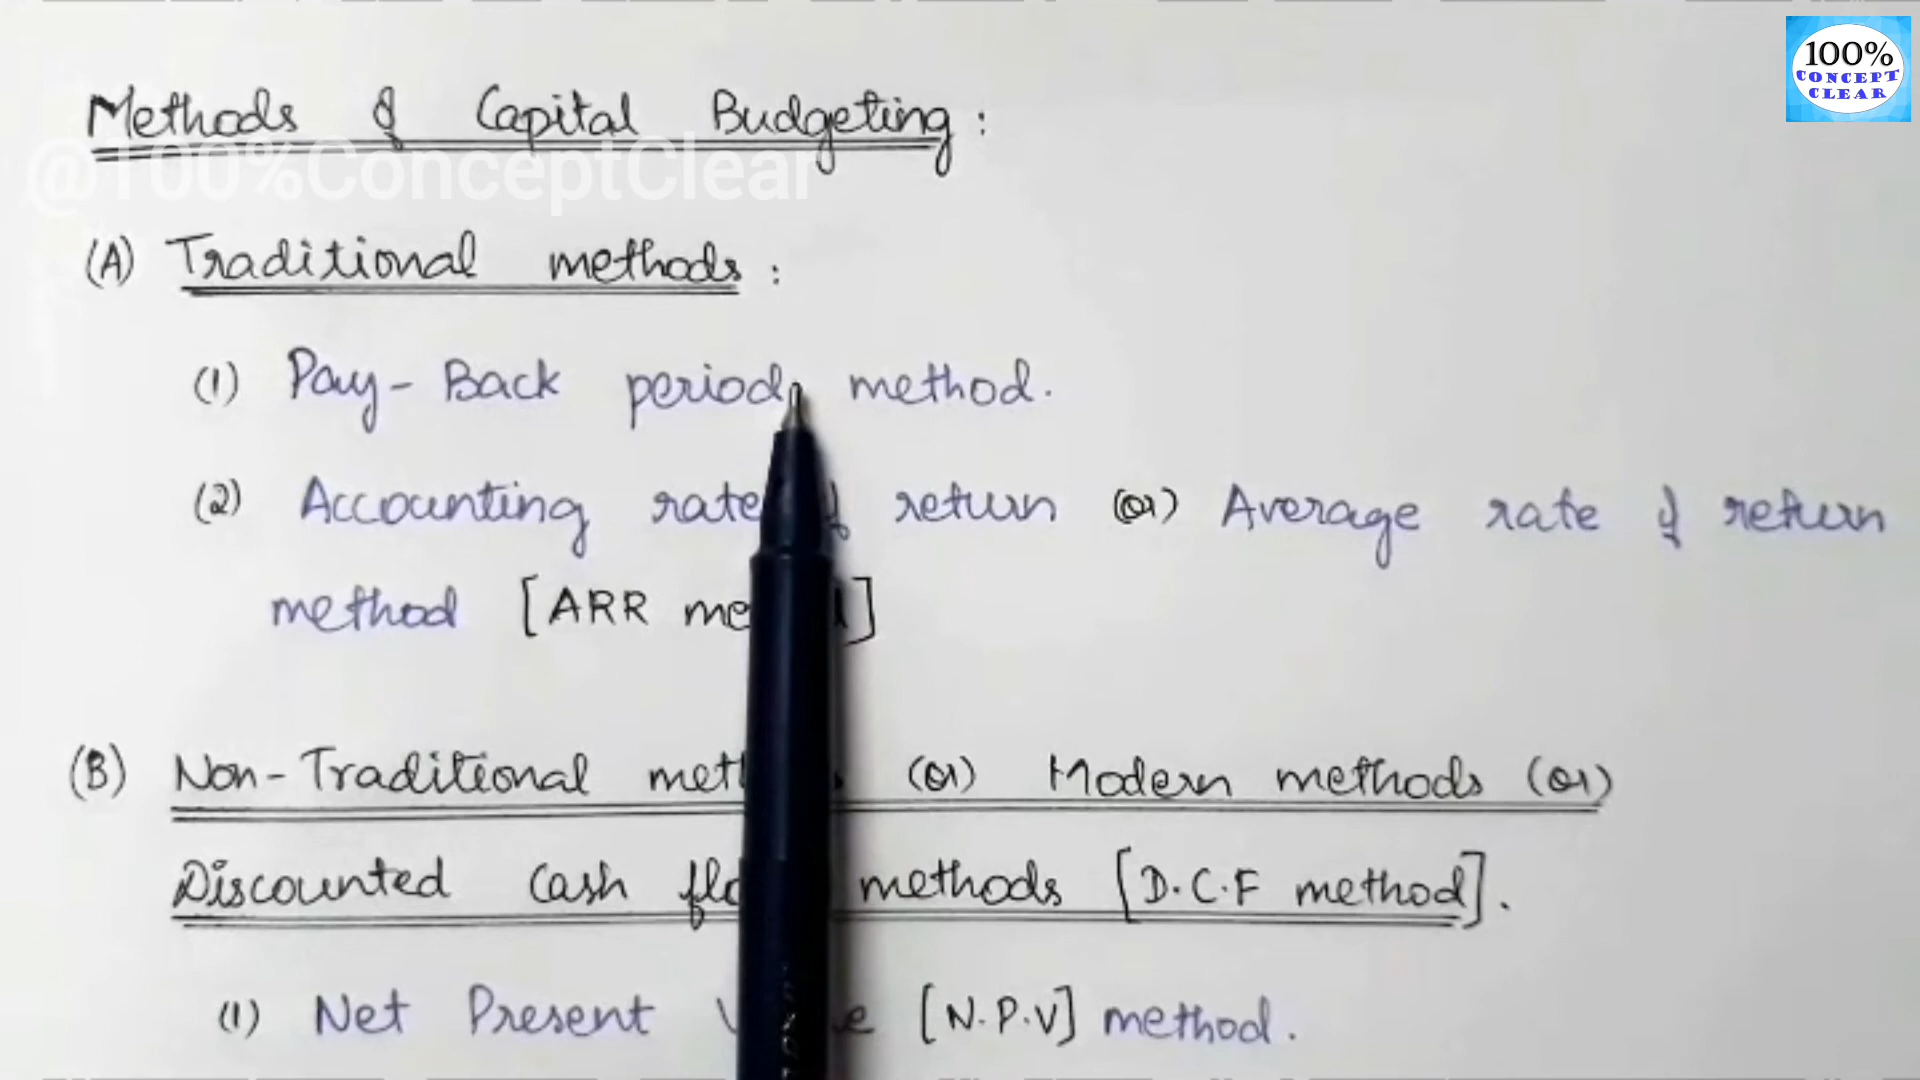 100%
CONCEPT
CLEAR
Methods of Capital Budgeting :
@100%ConceptClear
(A) Traditional methods :
(1) Pay-Back period method.
(2) Accounting rate of return (or) Average rate of return
method [ARR me]
(B) Non-Traditional met (or) Modern methods (or)
Discounted Cash flo methods [D.C.F method].
(1) Net Present [N.P.V] method.